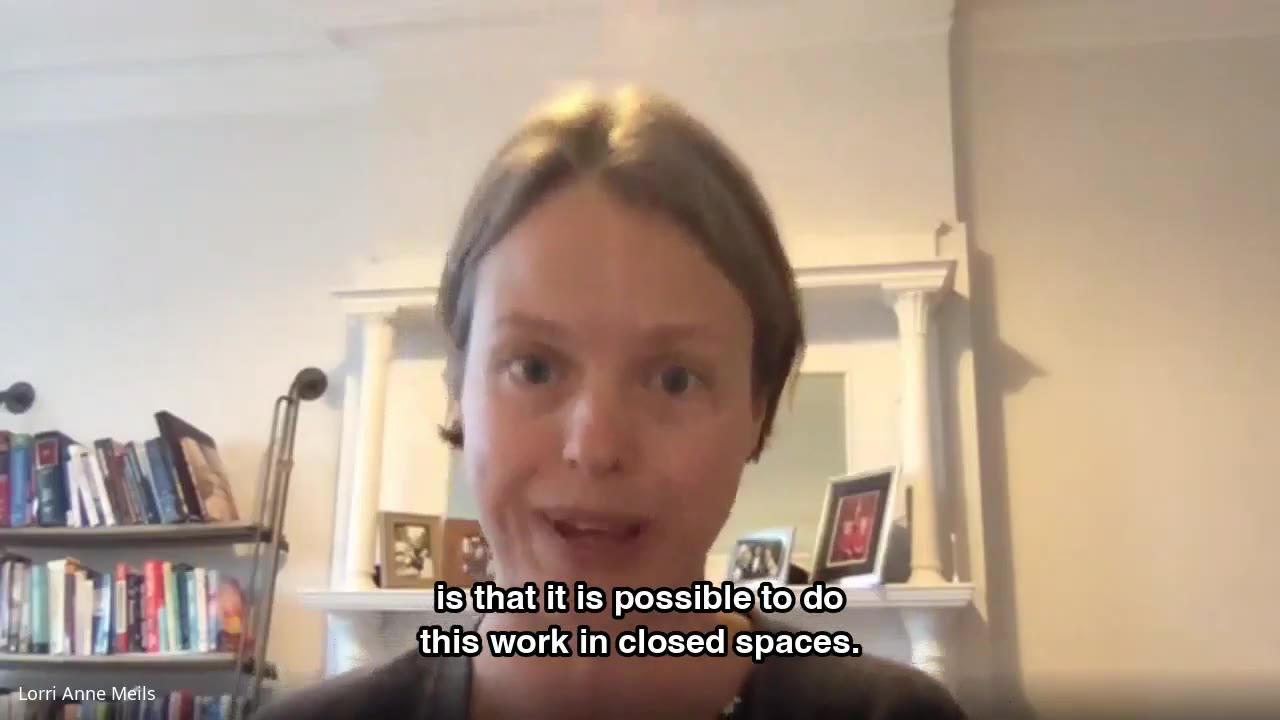 is that it is possible to do
this work in closed spaces.
Lorri Anne Meils